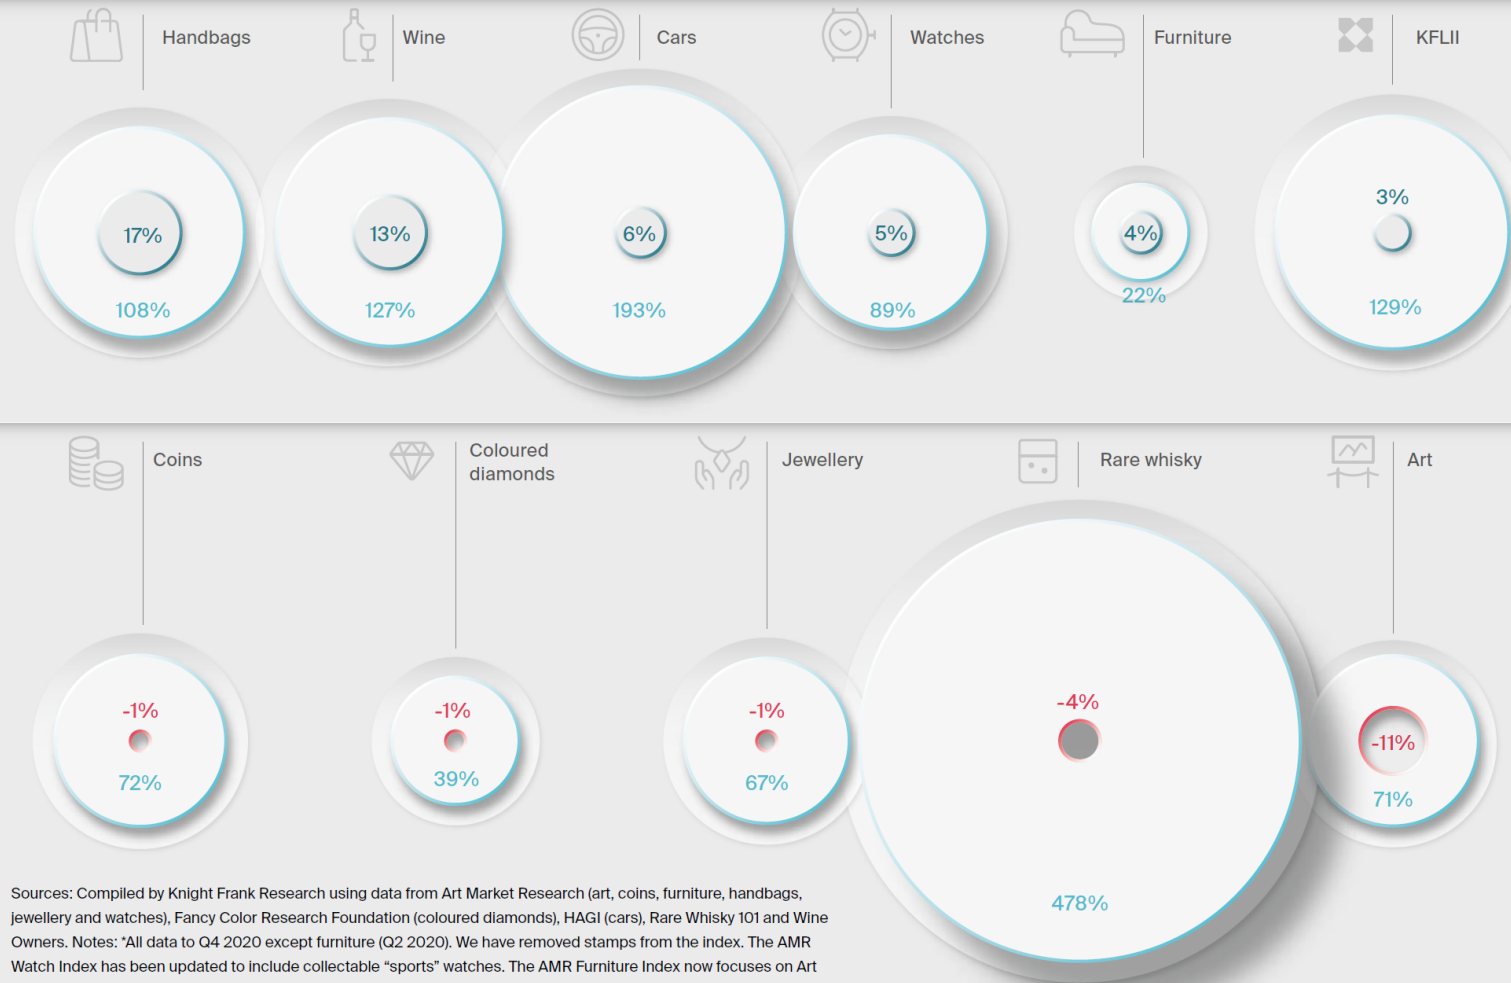 Handbags
Wine
Cars
Watches
Furniture
KFLII
17%
13%
6%
5%
4%
3%
108%
127%
193%
89%
22%
129%
Coins
Coloured
diamonds
Jewellery
Rare whisky
Art
-1%
-1%
-1%
-4%
-11%
72%
39%
67%
478%
71%
Sources: Compiled by Knight Frank Research using data from Art Market Research (art, coins, furniture, handbags,
jewellery and watches), Fancy Color Research Foundation (coloured diamonds), HAGI (cars), Rare Whisky 101 and Wine
Owners. Notes: *All data to Q4 2020 except furniture (Q2 2020). We have removed stamps from the index. The AMR
Watch Index has been updated to include collectable “sports” watches. The AMR Furniture Index now focuses on Art